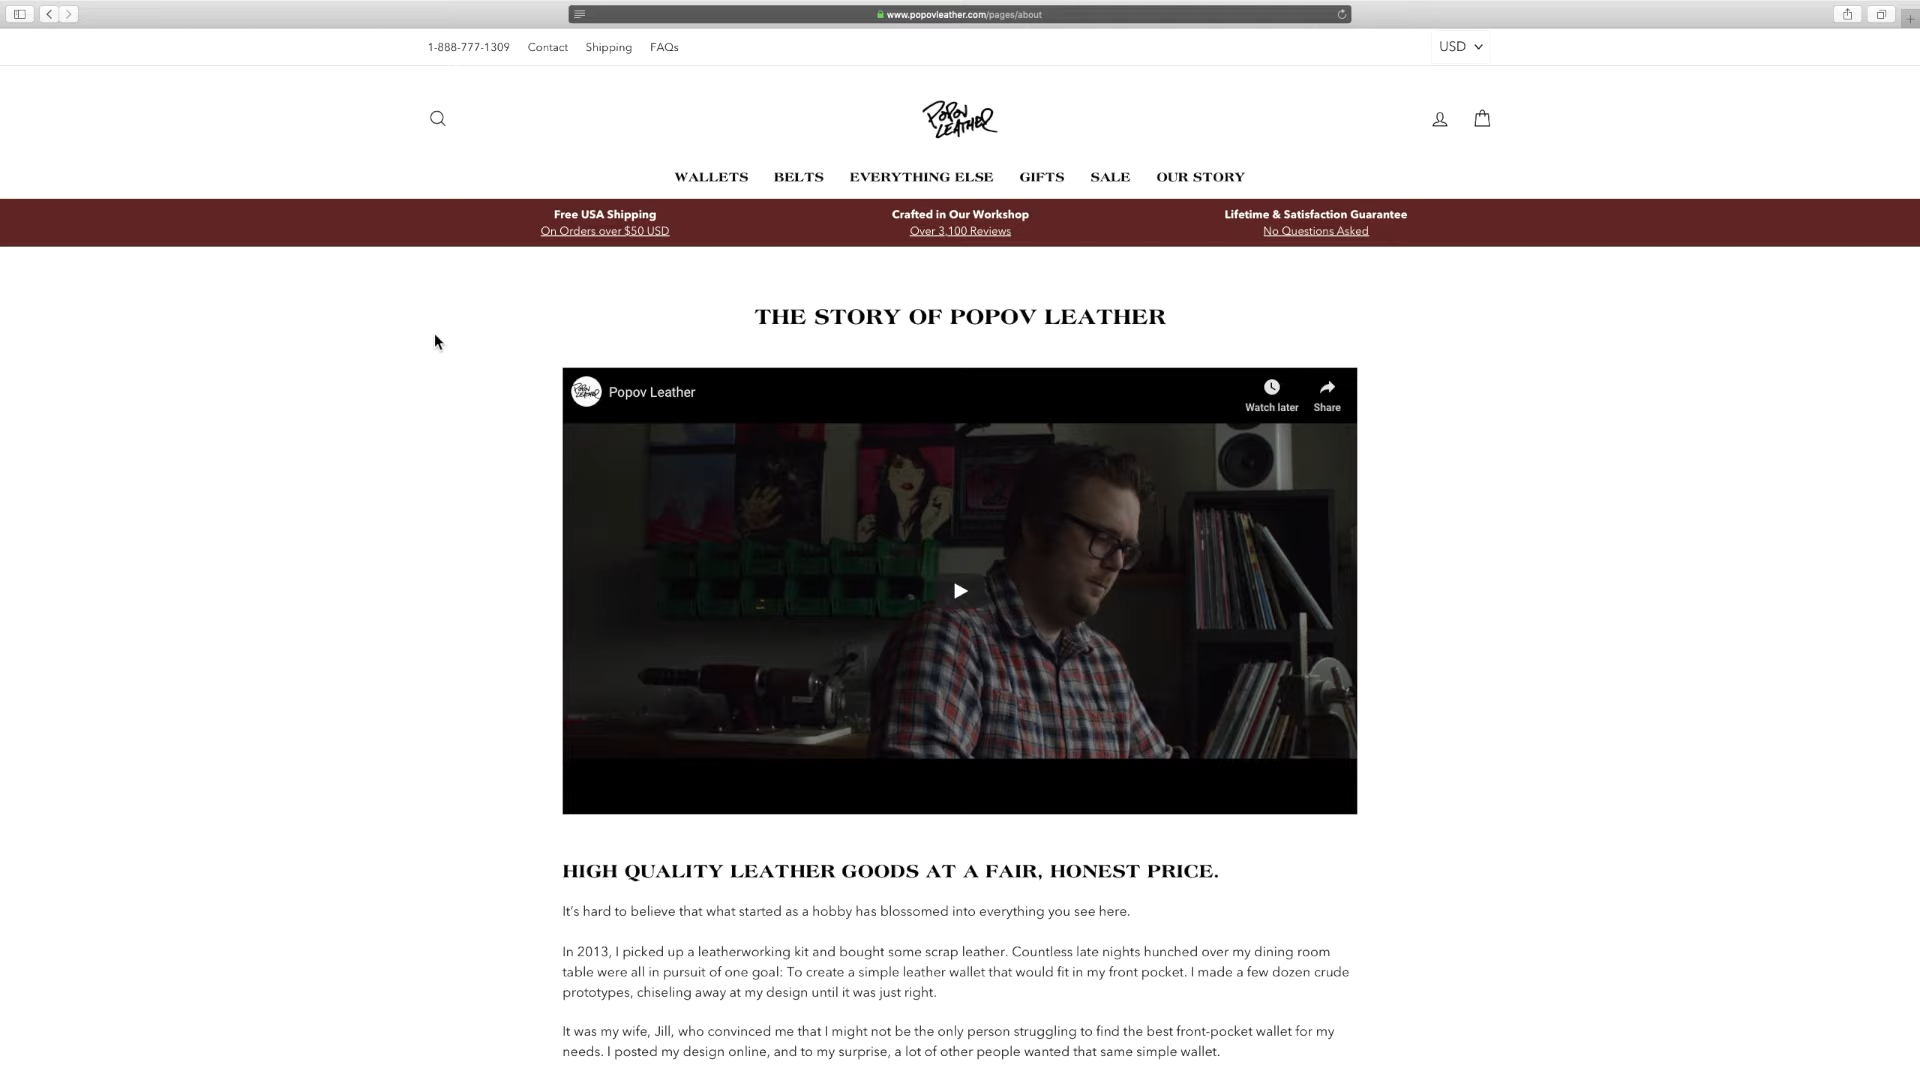 www.popovleather.com/pages/about
1-888-777-1309 Contact Shipping FAQs USD
POPOV
LEATHER
WALLETS BELTS EVERYTHING ELSE GIFTS SALE OUR STORY
Free USA Shipping
On Orders over $50 USD
Crafted in Our Workshop
Over 3,100 Reviews
Lifetime & Satisfaction Guarantee
No Questions Asked
THE STORY OF POPOV LEATHER
Popov Leather
Watch later Share
HIGH QUALITY LEATHER GOODS AT A FAIR, HONEST PRICE.
It's hard to believe that what started as a hobby has blossomed into everything you see here.
In 2013, I picked up a leatherworking kit and bought some scrap leather. Countless late nights hunched over my dining room
table were all in pursuit of one goal: To create a simple leather wallet that would fit in my front pocket. I made a few dozen crude
prototypes, chiseling away at my design until it was just right.
It was my wife, Jill, who convinced me that I might not be the only person struggling to find the best front-pocket wallet for my
needs. I posted my design online, and to my surprise, a lot of other people wanted that same simple wallet.